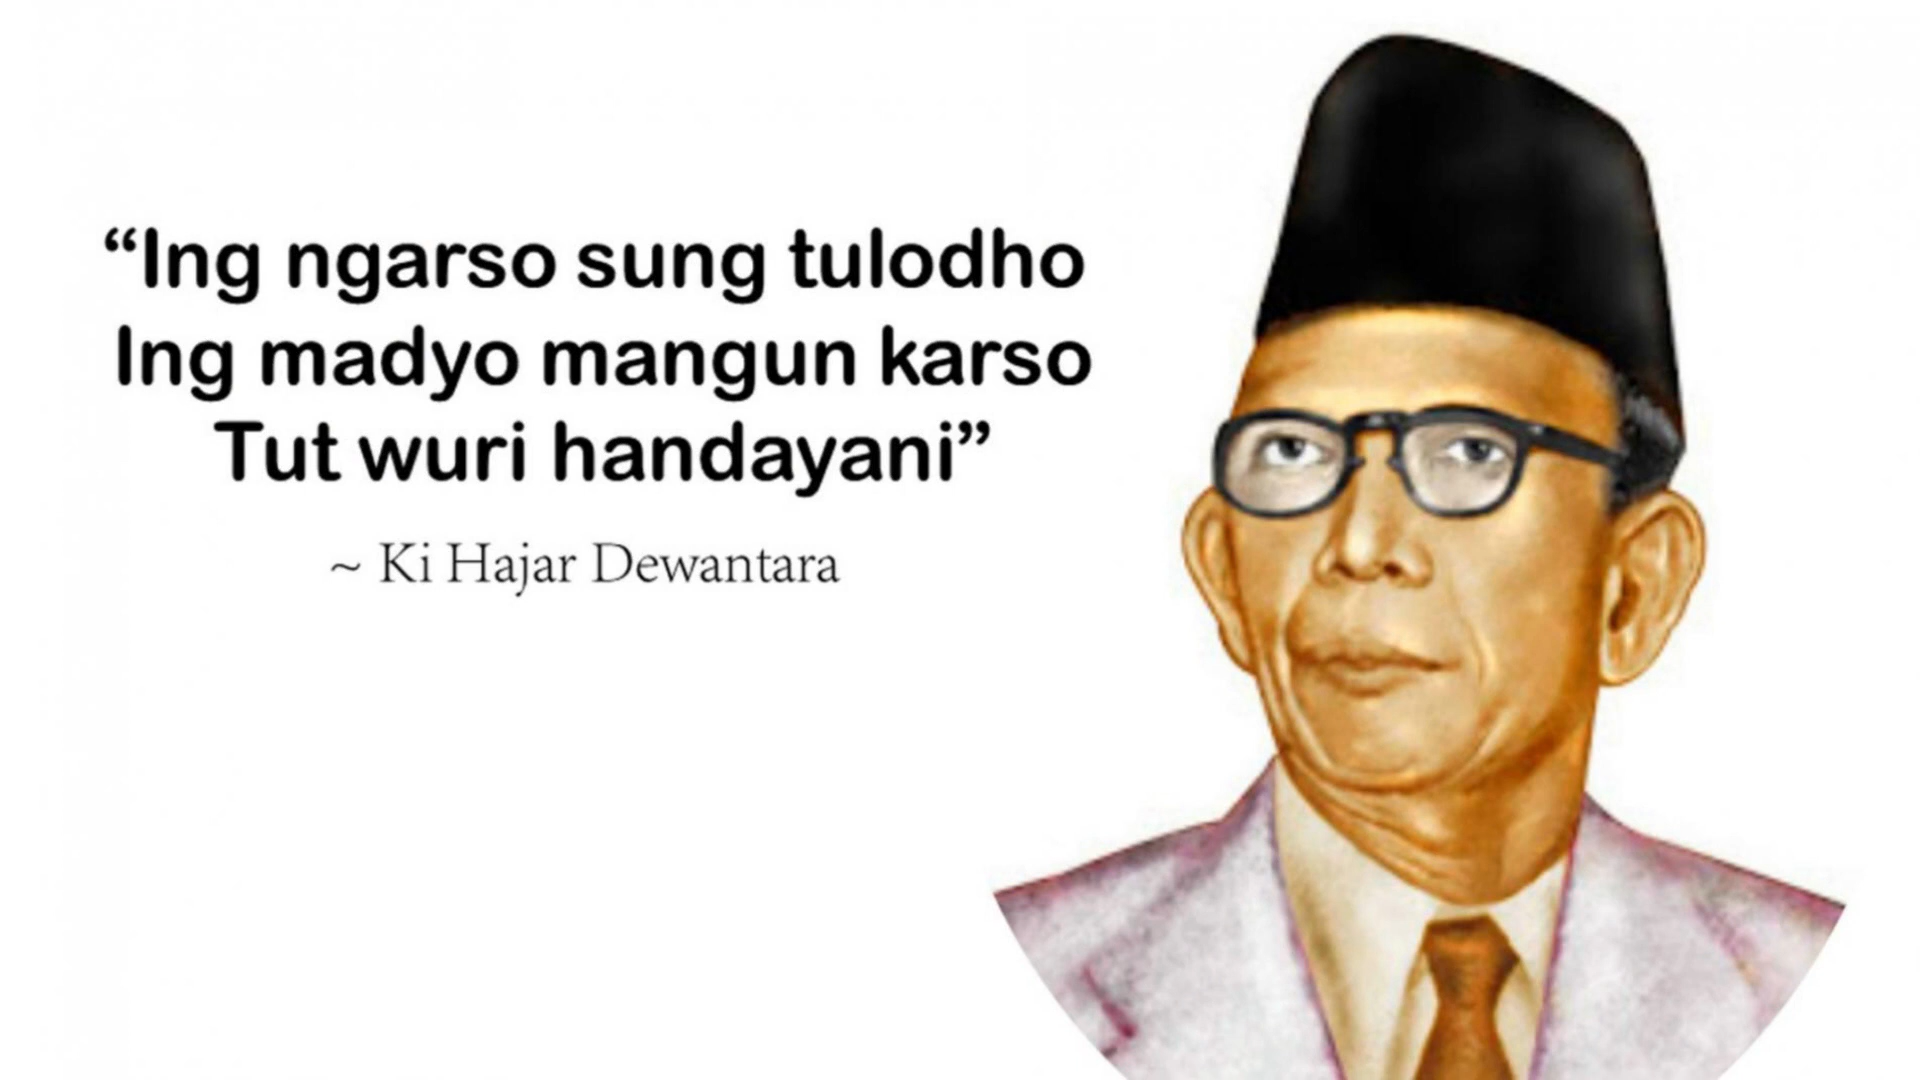 “Ing ngarso sung tulodho
Ing madyo mangun karso
Tut wuri handayani”
~ Ki Hajar Dewantara